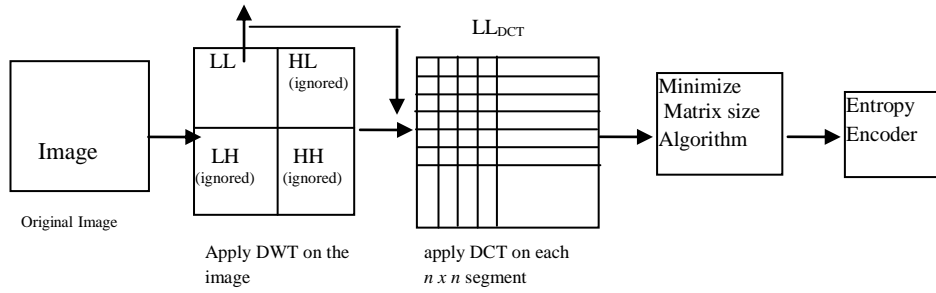 LL
HL
(ignored)
LH
(ignored)
HH
(ignored)
Image
Original Image
Apply DWT on the
image
LLDCT
apply DCT on each
n x n segment
Minimize
Matrix size
Algorithm
Entropy
Encoder